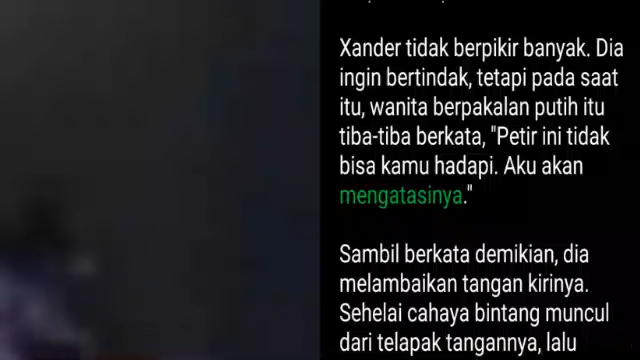 Xander tidak berpikir banyak. Dia
ingin bertindak, tetapi pada saat
itu, wanita berpakalan putih itu
tiba-tiba berkata, "Petir ini tidak
bisa kamu hadapi. Aku akan
mengatasinya."
Sambil berkata demikian, dia
melambaikan tangan kirinya.
Sehelai cahaya bintang muncul
dari telapak tangannya, lalu